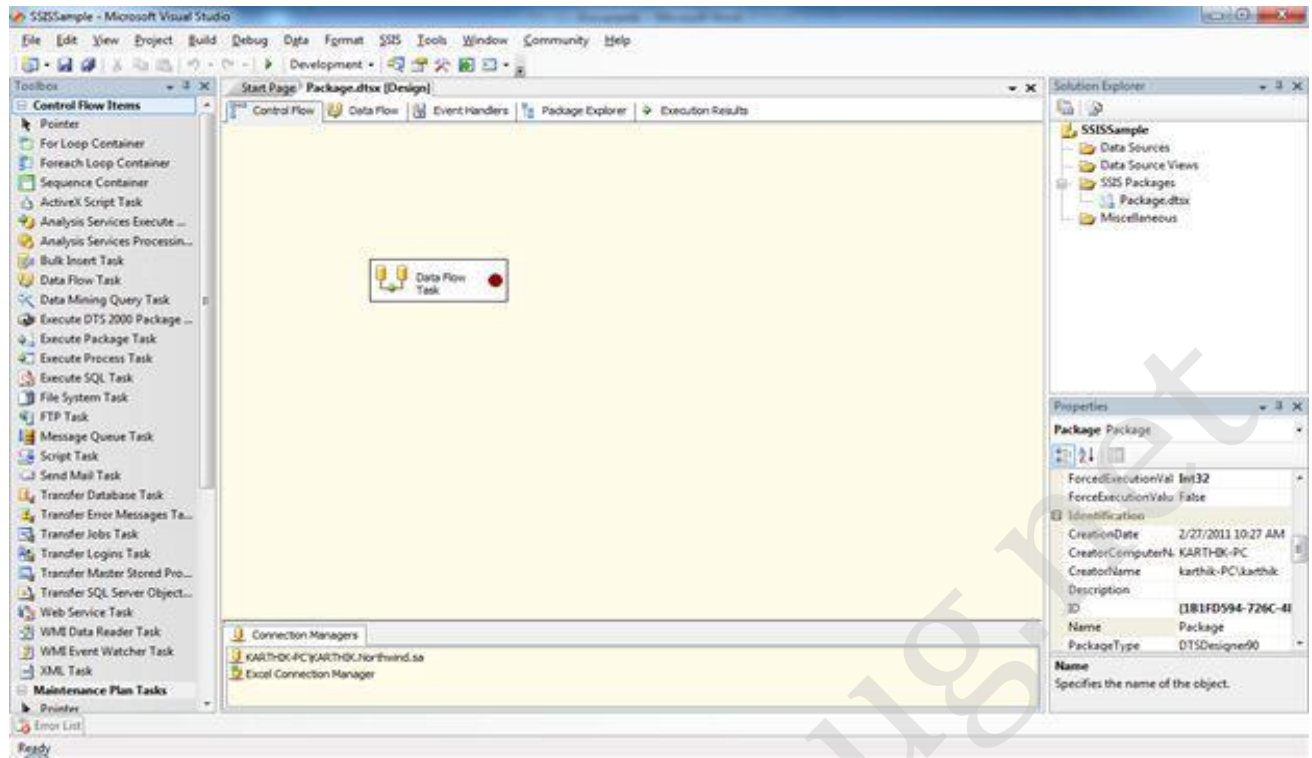 SSISSample - Microsoft Visual Studio
File Edit View Project Build Debug Data Format SSIS Tools Window Community Help
Development
Toolbox
Control Flow Items
Pointer
For Loop Container
Foreach Loop Container
Sequence Container
ActiveX Script Task
Analysis Services Execute ...
Analysis Services Processin...
Bulk Insert Task
Data Flow Task
Data Mining Query Task
Execute DTS 2000 Package ...
Execute Package Task
Execute Process Task
Execute SQL Task
File System Task
FTP Task
Message Queue Task
Script Task
Send Mail Task
Transfer Database Task
Transfer Error Messages Ta...
Transfer Jobs Task
Transfer Logins Task
Transfer Master Stored Pro...
Transfer SQL Server Object...
Web Service Task
WMI Data Reader Task
WMI Event Watcher Task
XML Task
Maintenance Plan Tasks
Pointer
Error List
Ready
Start Page Package.dtsx [Design]
Control Flow Data Flow Event Handlers Package Explorer Execution Results
Data Flow
Task
Connection Managers
KARTHIK-PC\KARTHIK.Northwind.sa
Excel Connection Manager
Solution Explorer
SSISSample
Data Sources
Data Source Views
SSIS Packages
Package.dtsx
Miscellaneous
Properties
Package Package
ForcedExecutionVal Int32
ForceExecutionValu False
Identification
CreationDate 2/27/2011 10:27 AM
CreatorComputerN KARTHIK-PC
CreatorName karthik-PC\karthik
Description
ID {1B1FD594-726C-4
Name Package
PackageType DTSDesigner90
Name
Specifies the name of the object.
ug.net